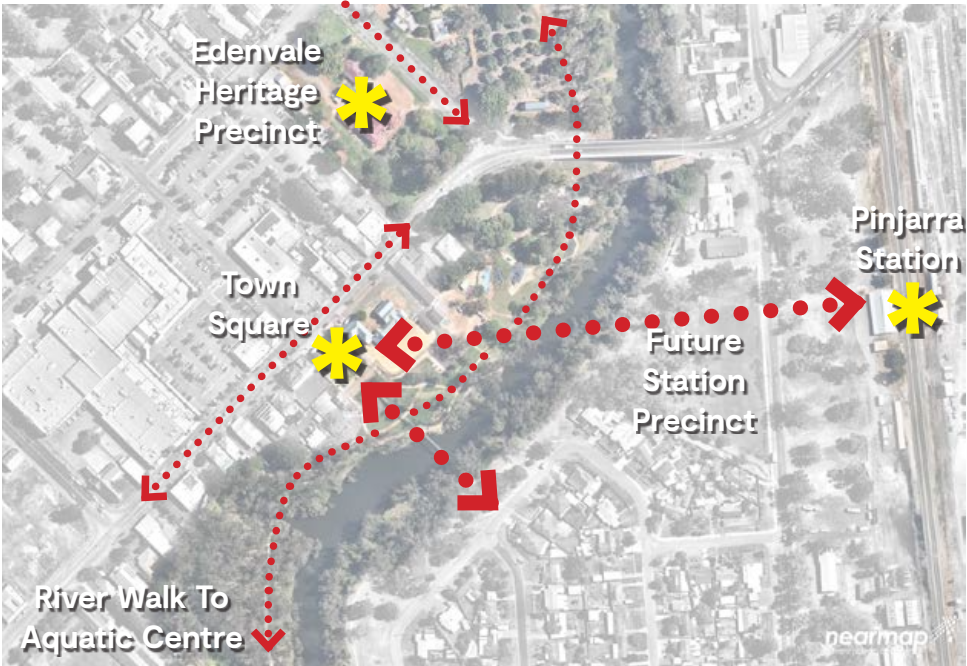 Edenvale
Heritage
Precinct
Pinjarra
Station
Town
Square
Future
Station
Precinct
River Walk To
Aquatic Centre
nearmap